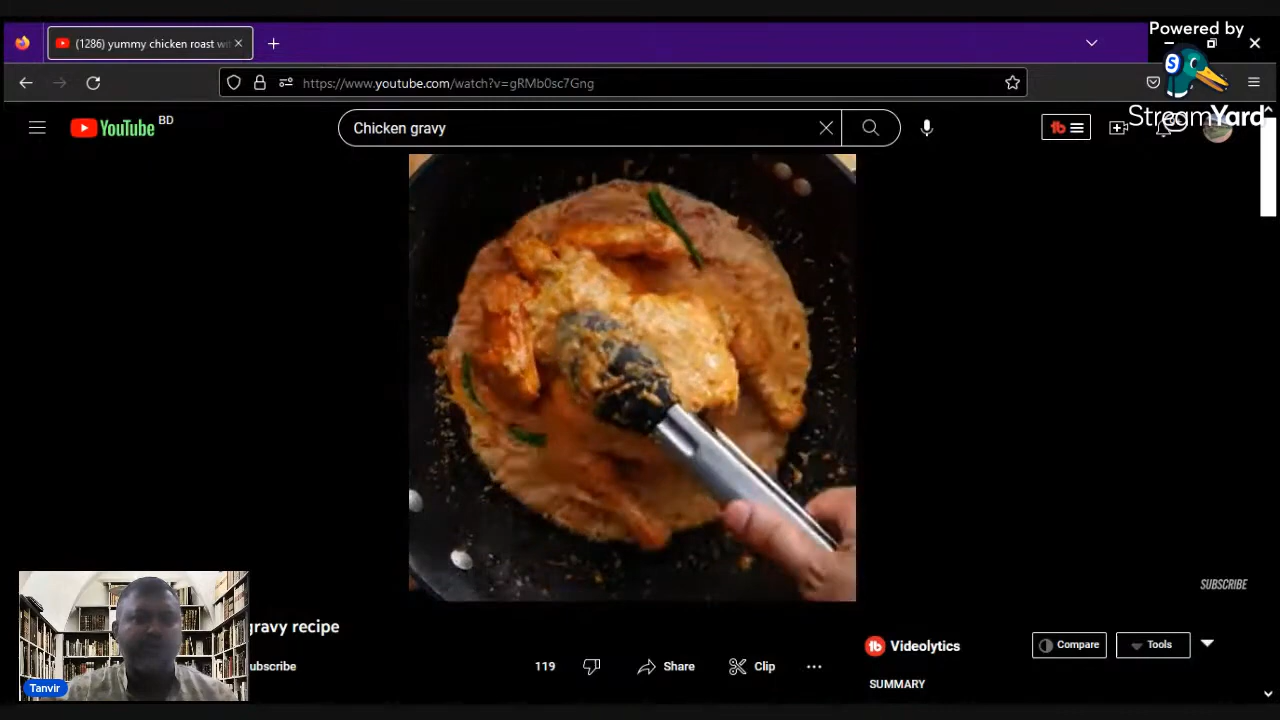 Powered by
(1286) yummy chicken roast wi
https://www.youtube.com/watch?v=gRMb0sc7Gng
StreamYard
YouTube BD
Chicken gravy
SUBSCRIBE
gravy recipe
Videolytics
Compare
Tools
ubscribe
119
Share
Clip
SUMMARY
Tanvir